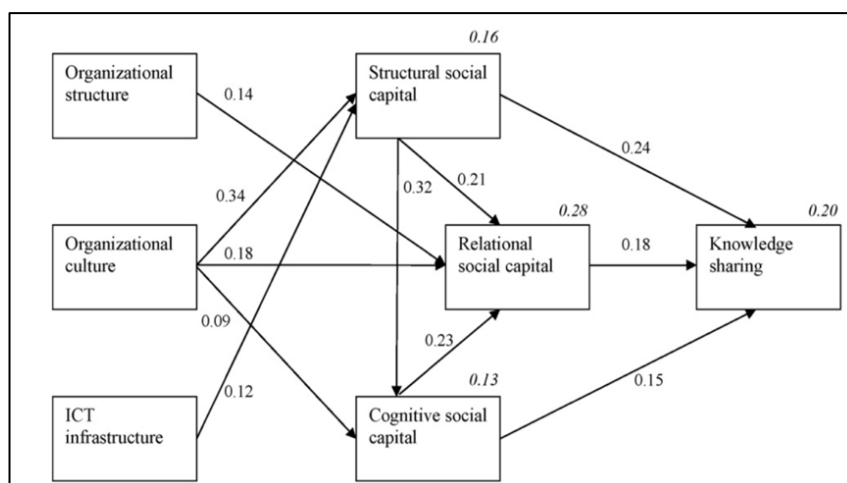 0.16
Organizational
structure
Structural social
capital
0.14
0.24
0.34
0.32
0.21
0.28
0.20
Organizational
culture
0.18
Relational
social capital
0.18
Knowledge
sharing
0.09
0.23
0.12
0.13
0.15
ICT
infrastructure
Cognitive social
capital